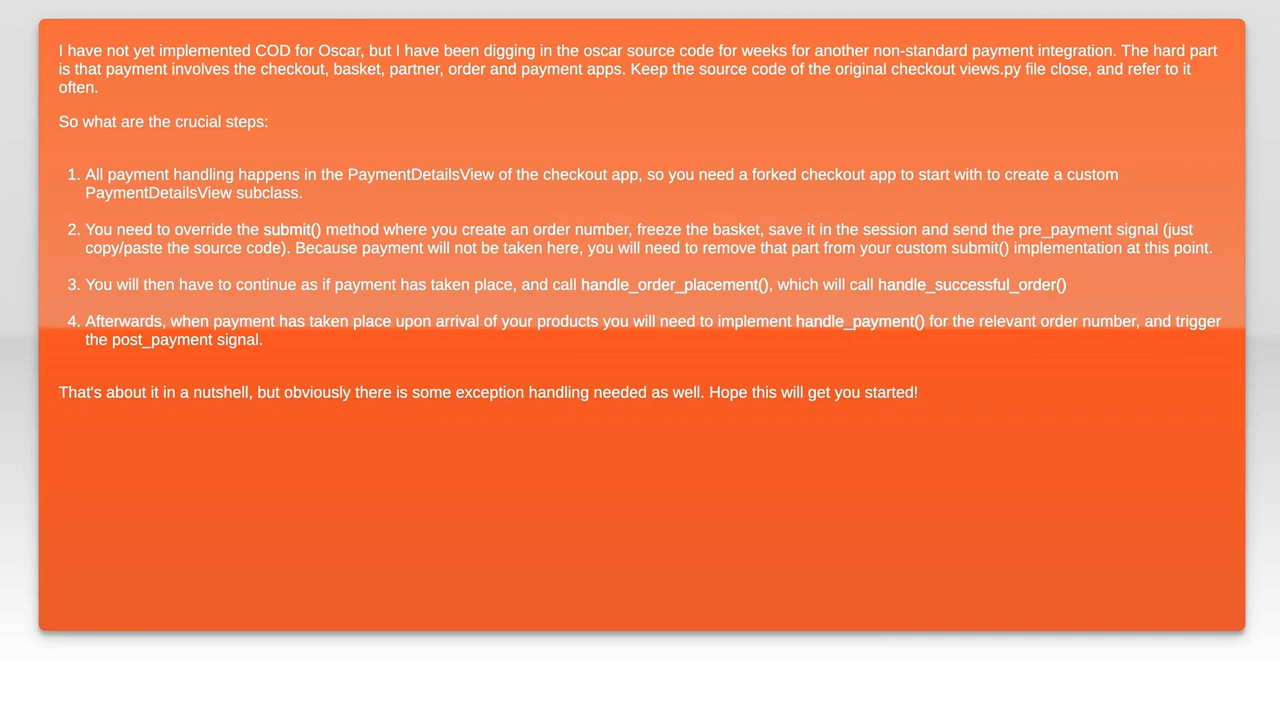 I have not yet implemented COD for Oscar, but I have been digging in the oscar source code for weeks for another non-standard payment integration. The hard part
is that payment involves the checkout, basket, partner, order and payment apps. Keep the source code of the original checkout views.py file close, and refer to it
often.
So what are the crucial steps:
1. All payment handling happens in the PaymentDetailsView of the checkout app, so you need a forked checkout app to start with to create a custom
PaymentDetailsView subclass.
2. You need to override the submit() method where you create an order number, freeze the basket, save it in the session and send the pre_payment signal (just
copy/paste the source code). Because payment will not be taken here, you will need to remove that part from your custom submit() implementation at this point.
3. You will then have to continue as if payment has taken place, and call handle_order_placement(), which will call handle_successful_order()
4. Afterwards, when payment has taken place upon arrival of your products you will need to implement handle_payment() for the relevant order number, and trigger
the post_payment signal.
That's about it in a nutshell, but obviously there is some exception handling needed as well. Hope this will get you started!